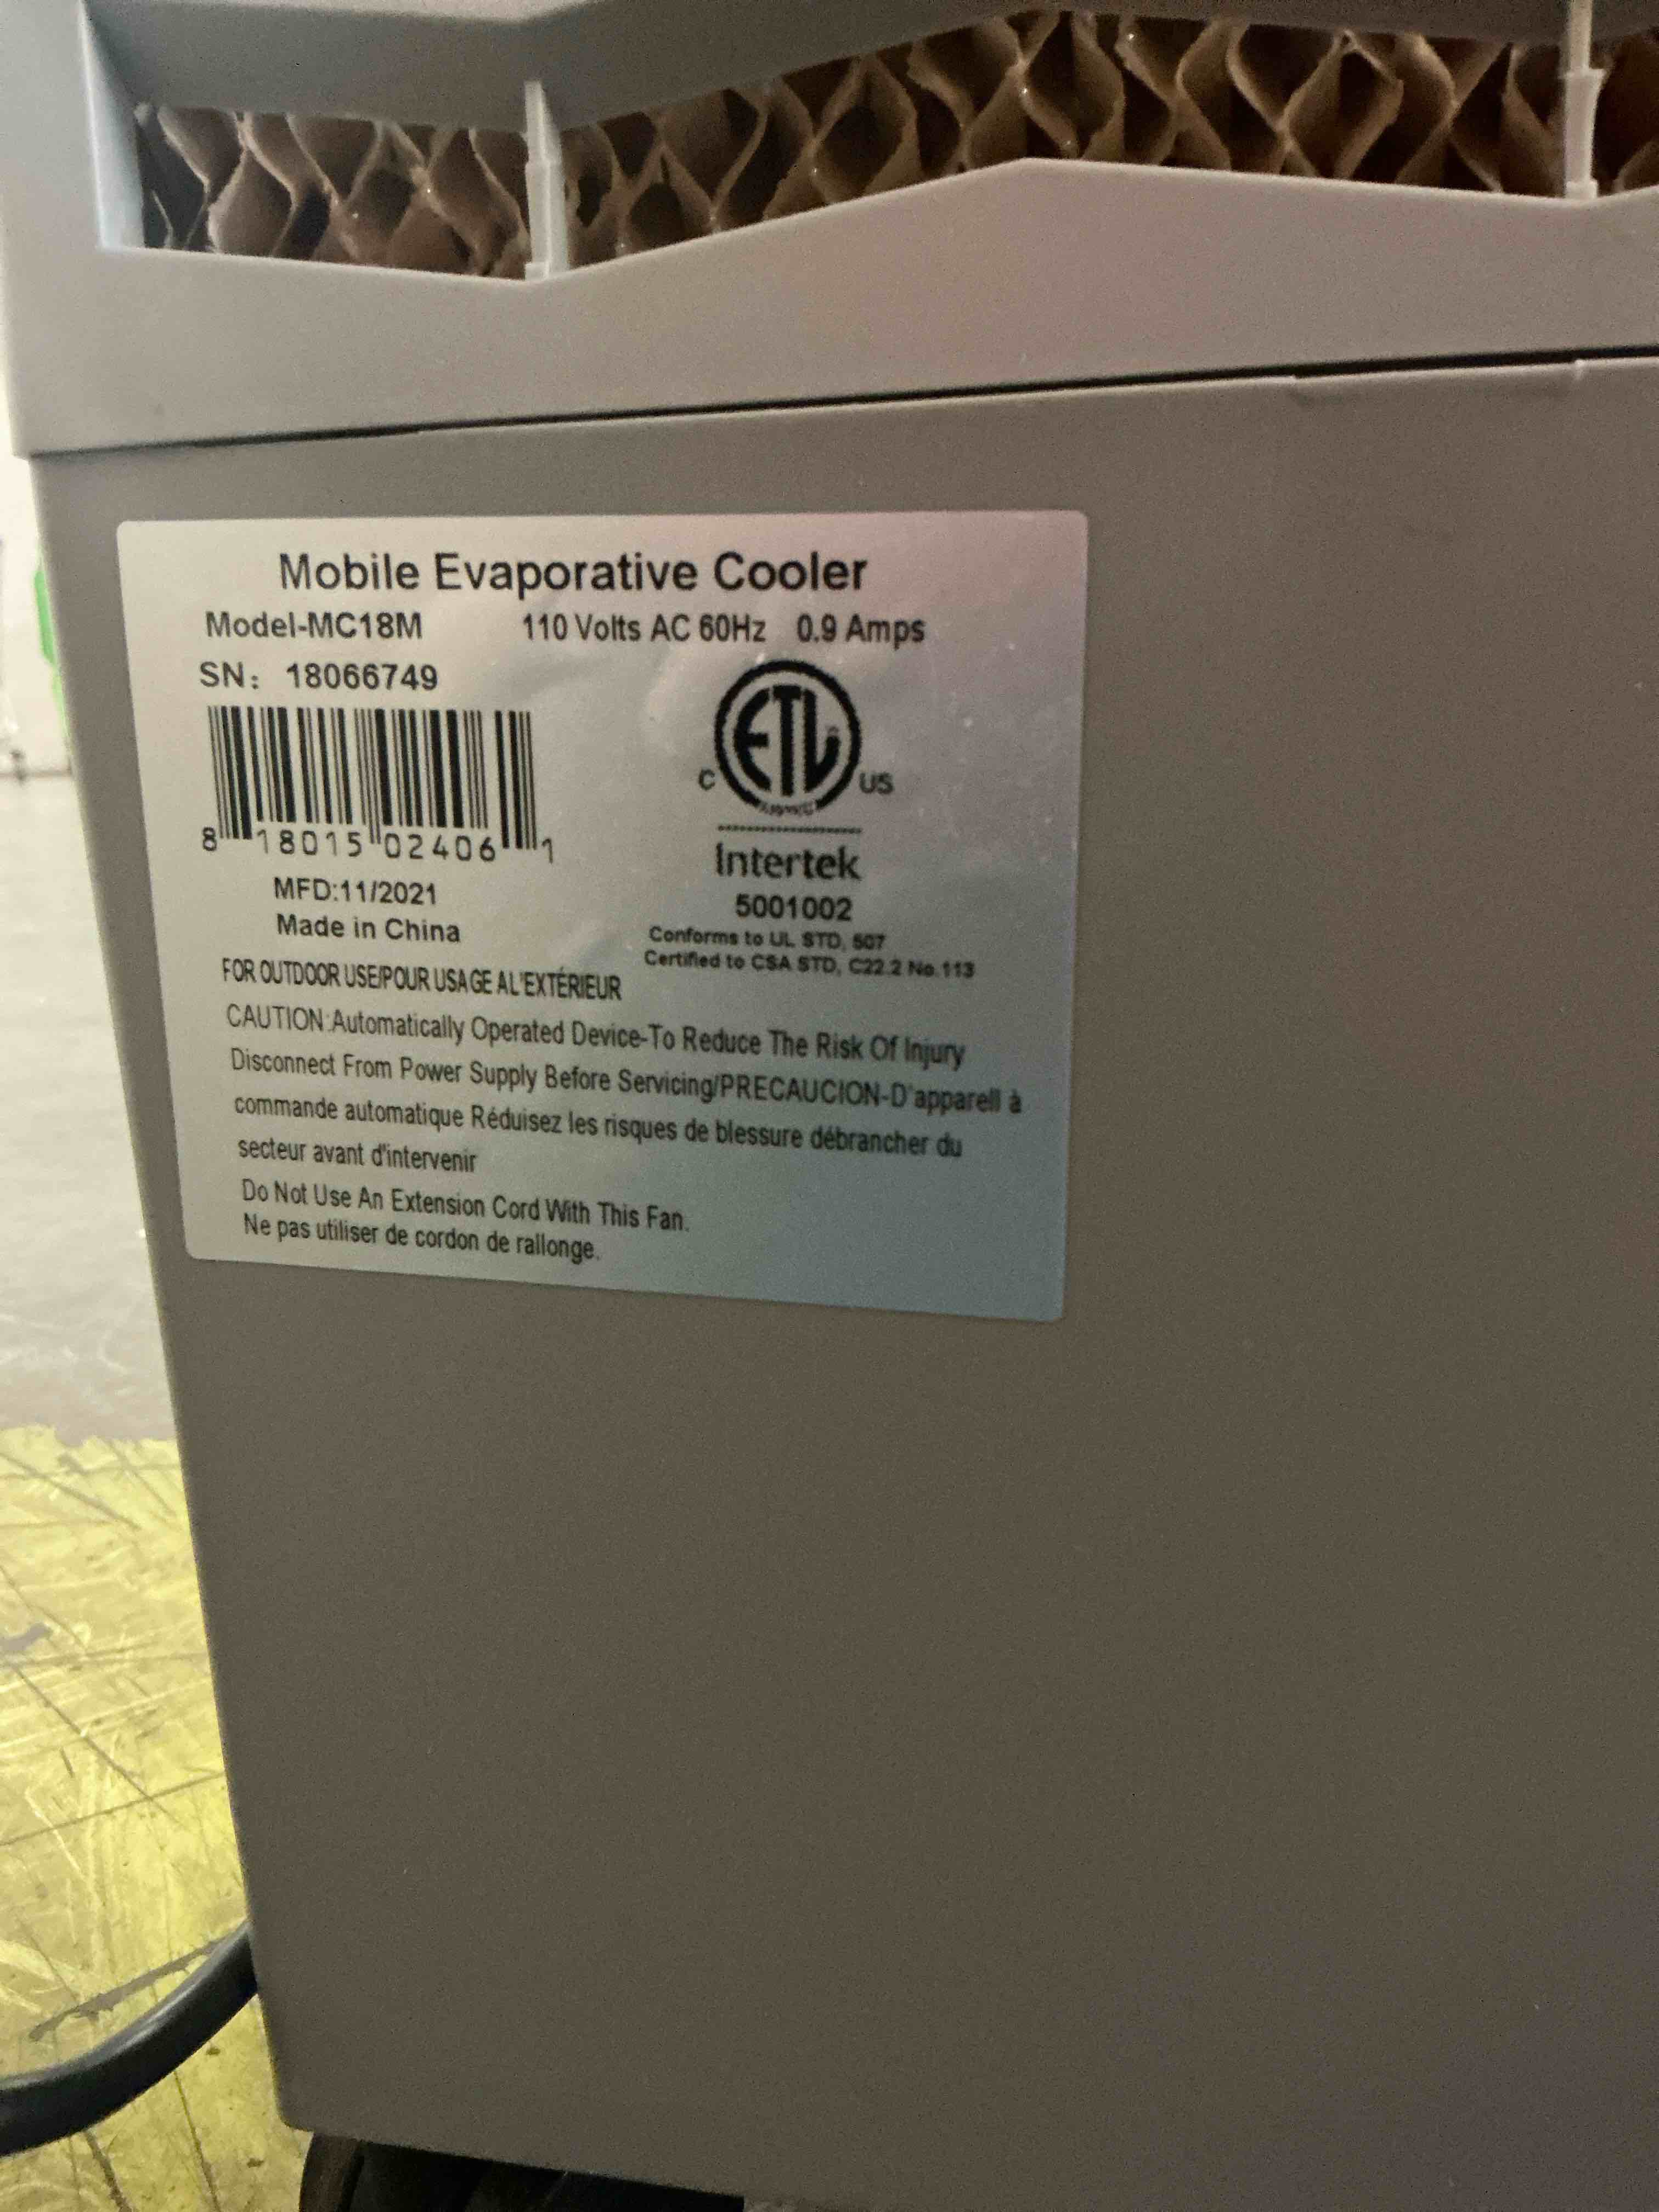 Mobile Evaporative Cooler
Model-MC18M 110 Volts AC 60Hz 0.9 Amps
SN: 18066749
ETL
C US
8 18015 02406 1
Intertek
5001002
MFD:11/2021
Made in China
Conforms to UL STD, 507
Certified to CSA STD, C22.2 No.113
FOR OUTDOOR USE/POUR USAGE A L'EXTÉRIEUR
CAUTION:Automatically Operated Device-To Reduce The Risk Of Injury
Disconnect From Power Supply Before Servicing/PRECAUCION-D'appareil à
commande automatique Réduisez les risques de blessure débrancher du
secteur avant d'intervenir
Do Not Use An Extension Cord With This Fan.
Ne pas utiliser de cordon de rallonge.